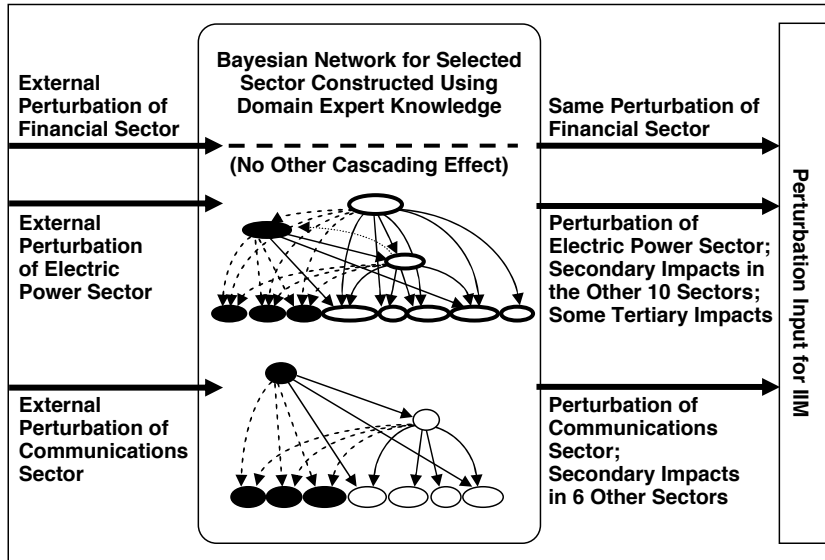 Bayesian Network for Selected
Sector Constructed Using
Domain Expert Knowledge
(No Other Cascading Effect)
External
Perturbation of
Financial Sector
Same Perturbation of
Financial Sector
External
Perturbation
of Electric
Power Sector
Perturbation of
Electric Power Sector;
Secondary Impacts in
the Other 10 Sectors;
Some Tertiary Impacts
External
Perturbation of
Communications
Sector
Perturbation of
Communications
Sector;
Secondary Impacts
in 6 Other Sectors
Perturbation Input for IIM